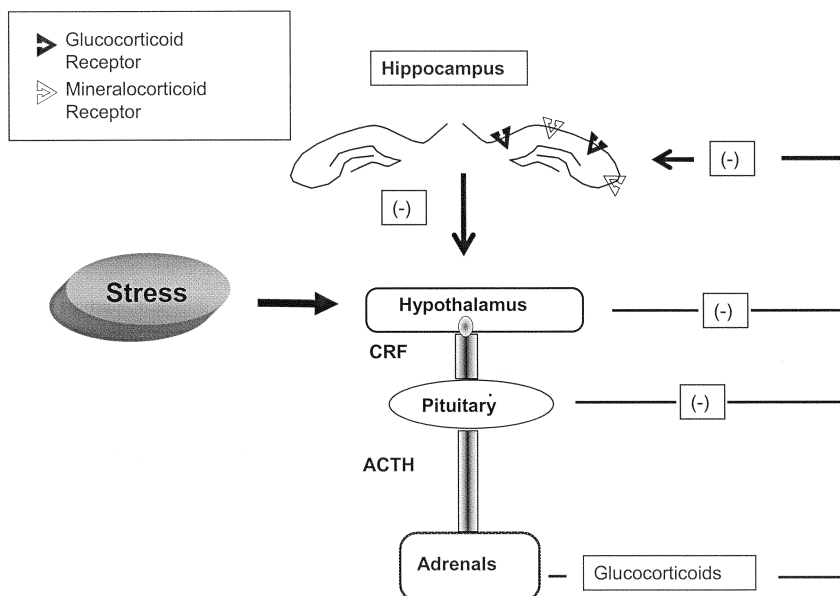 Glucocorticoid
Receptor
Mineralocorticoid
Receptor
Hippocampus
(-)
(-)
Stress
Hypothalamus
(-)
CRF
Pituitary
(-)
ACTH
Adrenals
Glucocorticoids